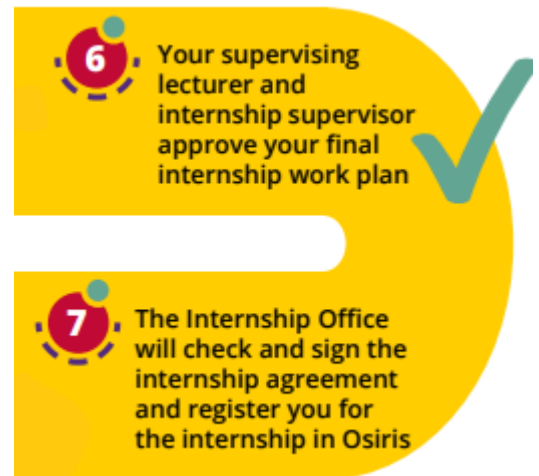 6
Your supervising
lecturer and
internship supervisor
approve your final
internship work plan
7
The Internship Office
will check and sign the
internship agreement
and register you for
the internship in Osiris